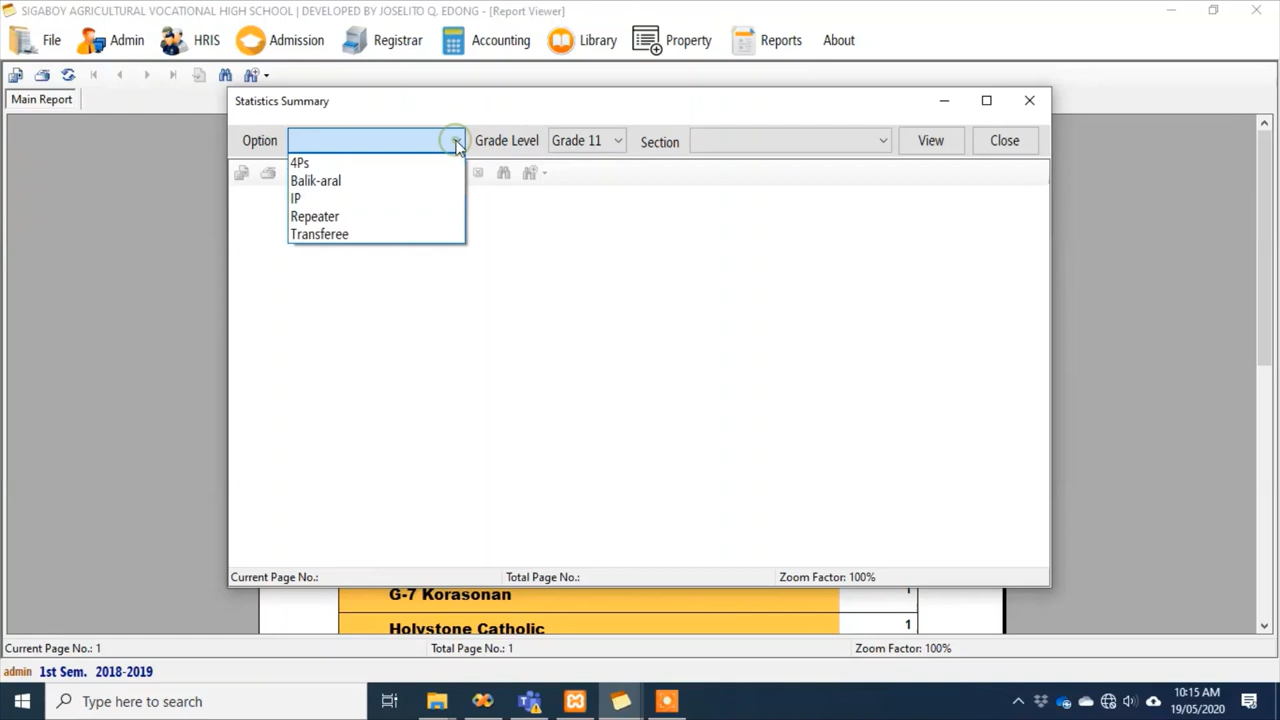 SIGABOY AGRICULTURAL VOCATIONAL HIGH SCHOOL | DEVELOPED BY JOSELITO Q. EDONG - [Report Viewer]
File Admin HRIS Admission Registrar Accounting Library Property Reports About
Main Report
Statistics Summary
Option Grade Level Grade 11 Section View Close
4Ps
Balik-aral
IP
Repeater
Transferee
Current Page No.: Total Page No.: Zoom Factor: 100%
G-7 Korasonan 1
Holystone Catholic 1
Current Page No.: 1 Total Page No.: 1 Zoom Factor: 100%
admin 1st Sem. 2018-2019
Type here to search
10:15 AM
19/05/2020